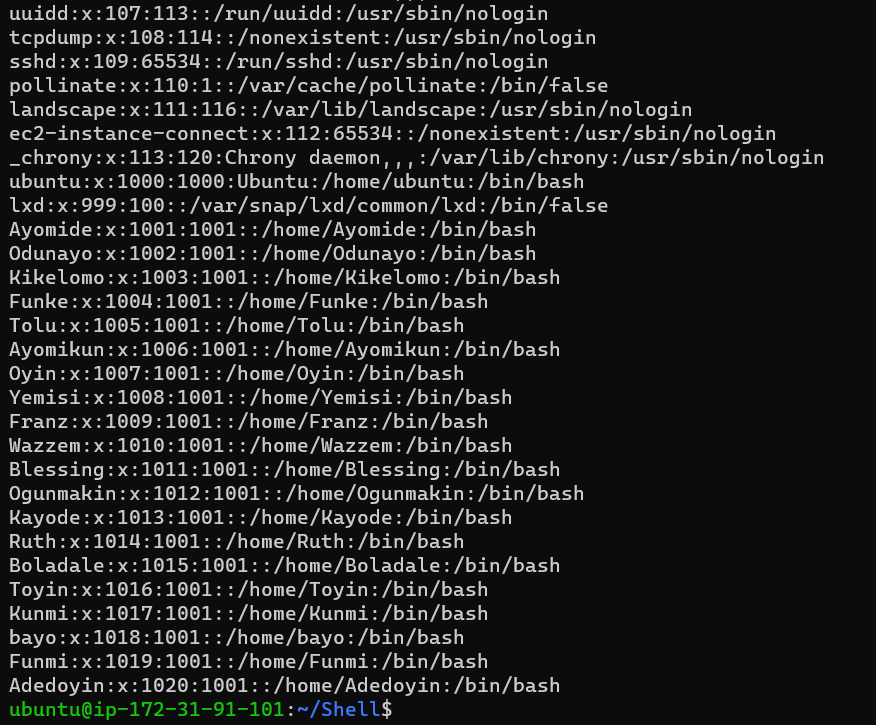 uuidd:x:107:113::/run/uuidd:/usr/sbin/nologin
tcpdump:x:108:114::/nonexistent:/usr/sbin/nologin
sshd:x:109:65534::/run/sshd:/usr/sbin/nologin
pollinate:x:110:1::/var/cache/pollinate:/bin/false
landscape:x:111:116::/var/lib/landscape:/usr/sbin/nologin
ec2-instance-connect:x:112:65534::/nonexistent:/usr/sbin/nologin
_chrony:x:113:120:Chrony daemon,,,:/var/lib/chrony:/usr/sbin/nologin
ubuntu:x:1000:1000:Ubuntu:/home/ubuntu:/bin/bash
lxd:x:999:100::/var/snap/lxd/common/lxd:/bin/false
Ayomide:x:1001:1001::/home/Ayomide:/bin/bash
Odunayo:x:1002:1001::/home/Odunayo:/bin/bash
Kikelomo:x:1003:1001::/home/Kikelomo:/bin/bash
Funke:x:1004:1001::/home/Funke:/bin/bash
Tolu:x:1005:1001::/home/Tolu:/bin/bash
Ayomikun:x:1006:1001::/home/Ayomikun:/bin/bash
Oyin:x:1007:1001::/home/Oyin:/bin/bash
Yemisi:x:1008:1001::/home/Yemisi:/bin/bash
Franz:x:1009:1001::/home/Franz:/bin/bash
Wazzem:x:1010:1001::/home/Wazzem:/bin/bash
Blessing:x:1011:1001::/home/Blessing:/bin/bash
Ogunmakin:x:1012:1001::/home/Ogunmakin:/bin/bash
Kayode:x:1013:1001::/home/Kayode:/bin/bash
Ruth:x:1014:1001::/home/Ruth:/bin/bash
Boladale:x:1015:1001::/home/Boladale:/bin/bash
Toyin:x:1016:1001::/home/Toyin:/bin/bash
Kunmi:x:1017:1001::/home/Kunmi:/bin/bash
bayo:x:1018:1001::/home/bayo:/bin/bash
Funmi:x:1019:1001::/home/Funmi:/bin/bash
Adedoyin:x:1020:1001::/home/Adedoyin:/bin/bash
ubuntu@ip-172-31-91-101:~/Shell$